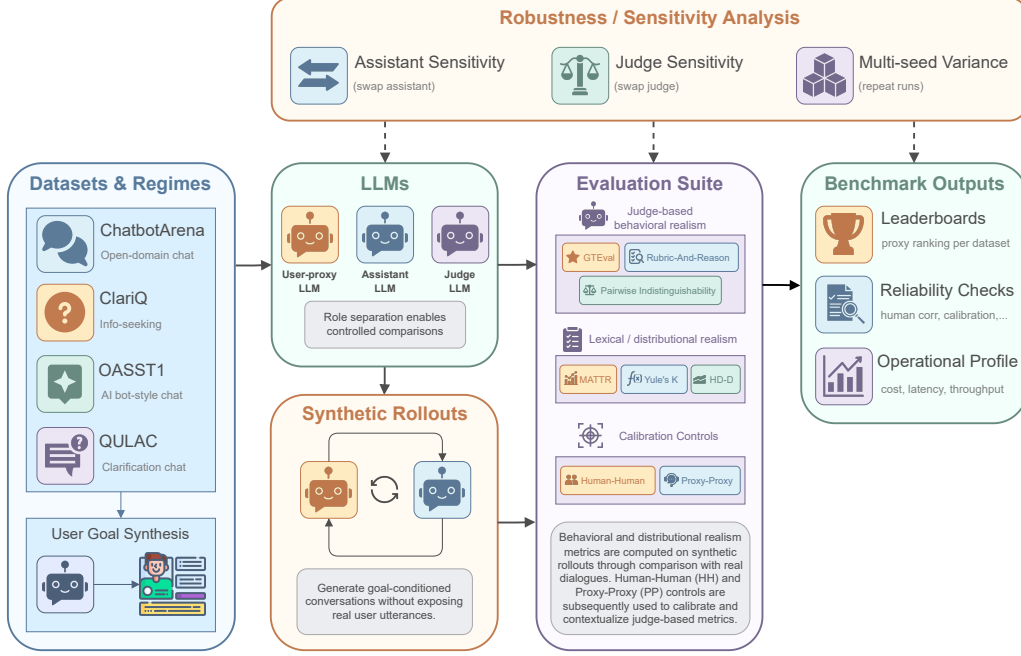 Robustness / Sensitivity Analysis
Assistant Sensitivity
(swap assistant)
Judge Sensitivity
(swap judge)
Multi-seed Variance
(repeat runs)
Datasets & Regimes
ChatbotArena
Open-domain chat
ClariQ
Info-seeking
OASST1
AI bot-style chat
QULAC
Clarification chat
User Goal Synthesis
LLMs
User-proxy
LLM
Assistant
LLM
Judge
LLM
Role separation enables
controlled comparisons
Synthetic Rollouts
Generate goal-conditioned
conversations without exposing
real user utterances.
Evaluation Suite
Judge-based
behavioral realism
GTEval
Rubric-And-Reason
Pairwise Indistinguishability
Lexical / distributional realism
MATTR
f(x) Yule's K
HD-D
Calibration Controls
Human-Human
Proxy-Proxy
Behavioral and distributional realism
metrics are computed on synthetic
rollouts through comparison with real
dialogues. Human-Human (HH) and
Proxy-Proxy (PP) controls are
subsequently used to calibrate and
contextualize judge-based metrics.
Benchmark Outputs
Leaderboards
proxy ranking per dataset
Reliability Checks
human corr, calibration,...
Operational Profile
cost, latency, throughput